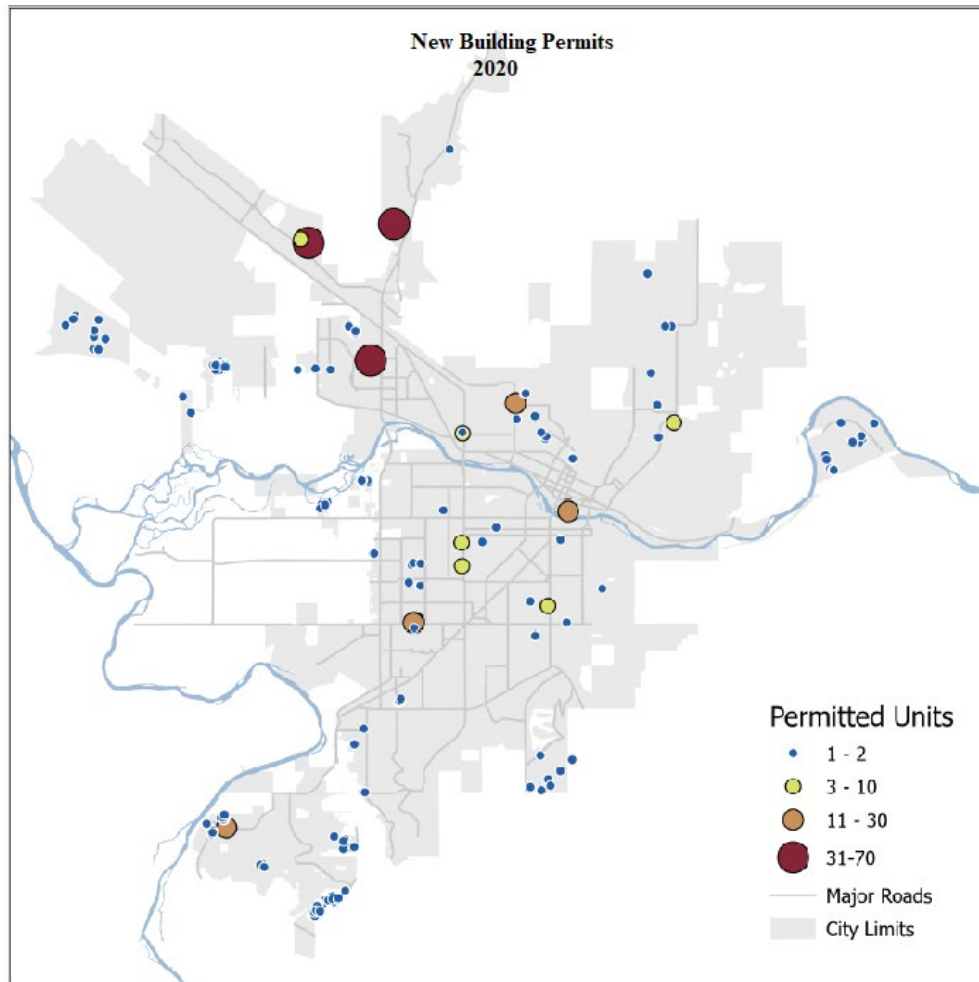 New Building Permits
2020
Permitted Units
1 - 2
3 - 10
11 - 30
31-70
Major Roads
City Limits